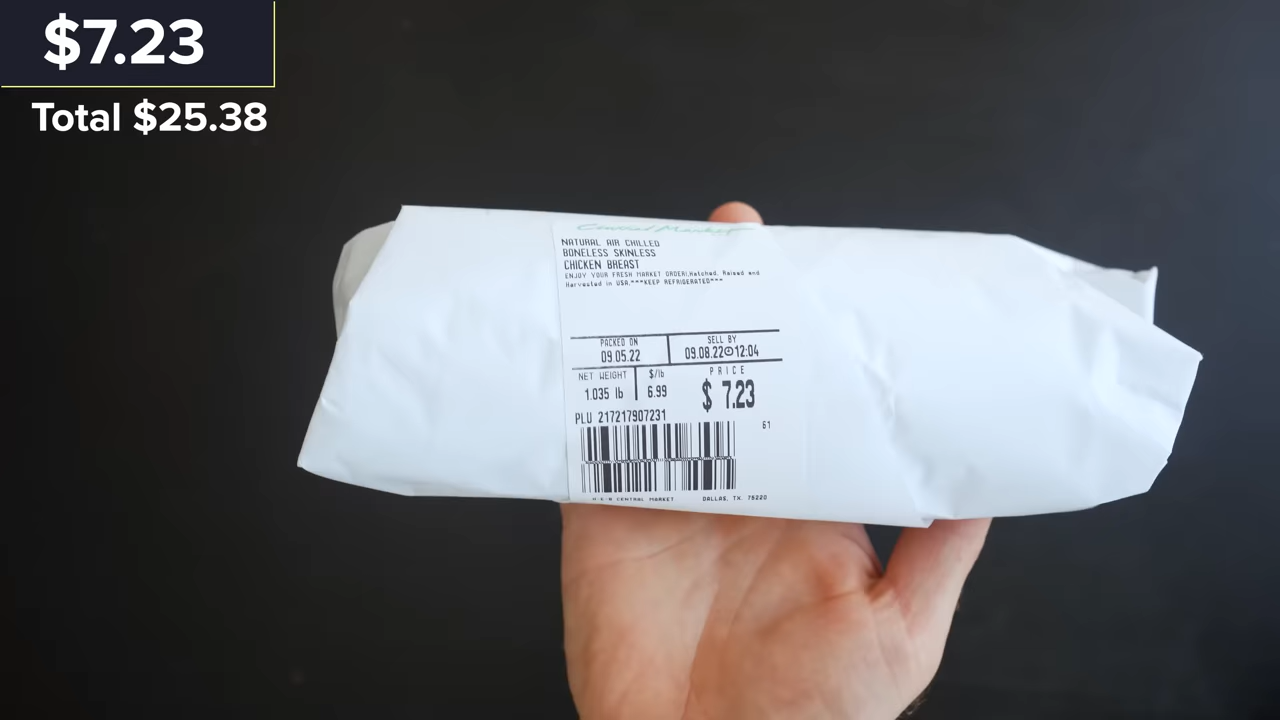 $7.23
Total $25.38
Central Market
NATURAL AIR CHILLED
BONELESS SKINLESS
CHICKEN BREAST
ENJOY YOUR FRESH MARKET ORDER!,Hatched, Raised and
Harvested in USA.***KEEP REFRIGERATED***
PACKED ON SELL BY
09.05.22 09.08.22 12:04
NET WEIGHT $/lb PRICE
1.035 lb 6.99 $ 7.23
PLU 217217907231
61
H-E-B CENTRAL MARKET DALLAS, TX 75220